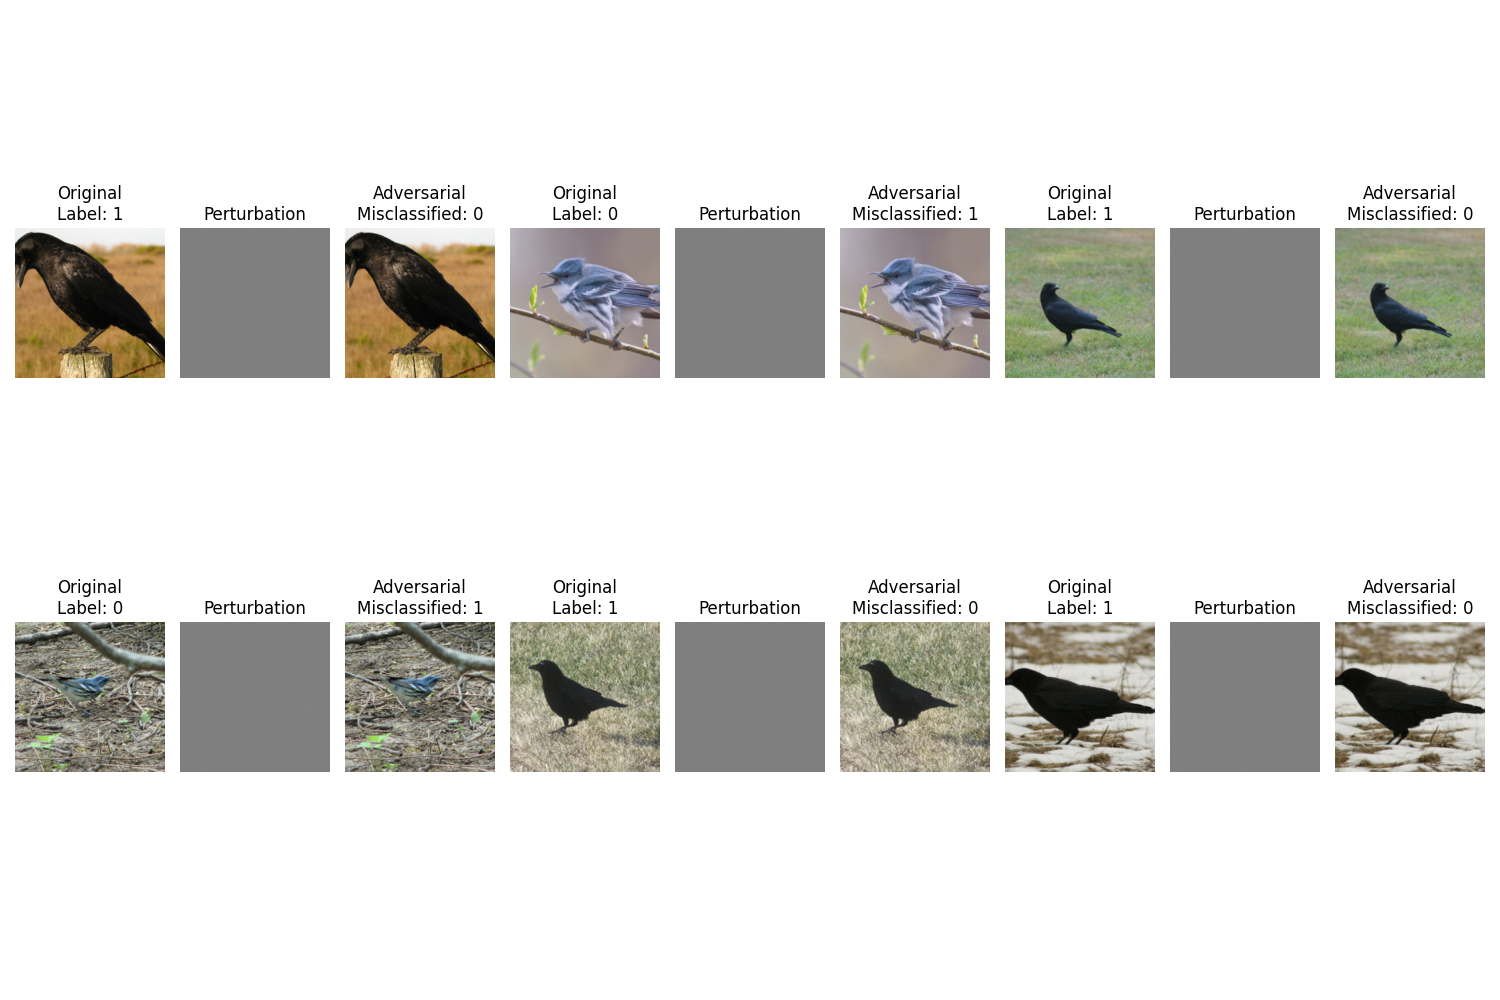 Original
Label: 1
Perturbation
Adversarial
Misclassified: 0
Original
Label: 0
Perturbation
Adversarial
Misclassified: 1
Original
Label: 1
Perturbation
Adversarial
Misclassified: 0
Original
Label: 0
Perturbation
Adversarial
Misclassified: 1
Original
Label: 1
Perturbation
Adversarial
Misclassified: 0
Original
Label: 1
Perturbation
Adversarial
Misclassified: 0